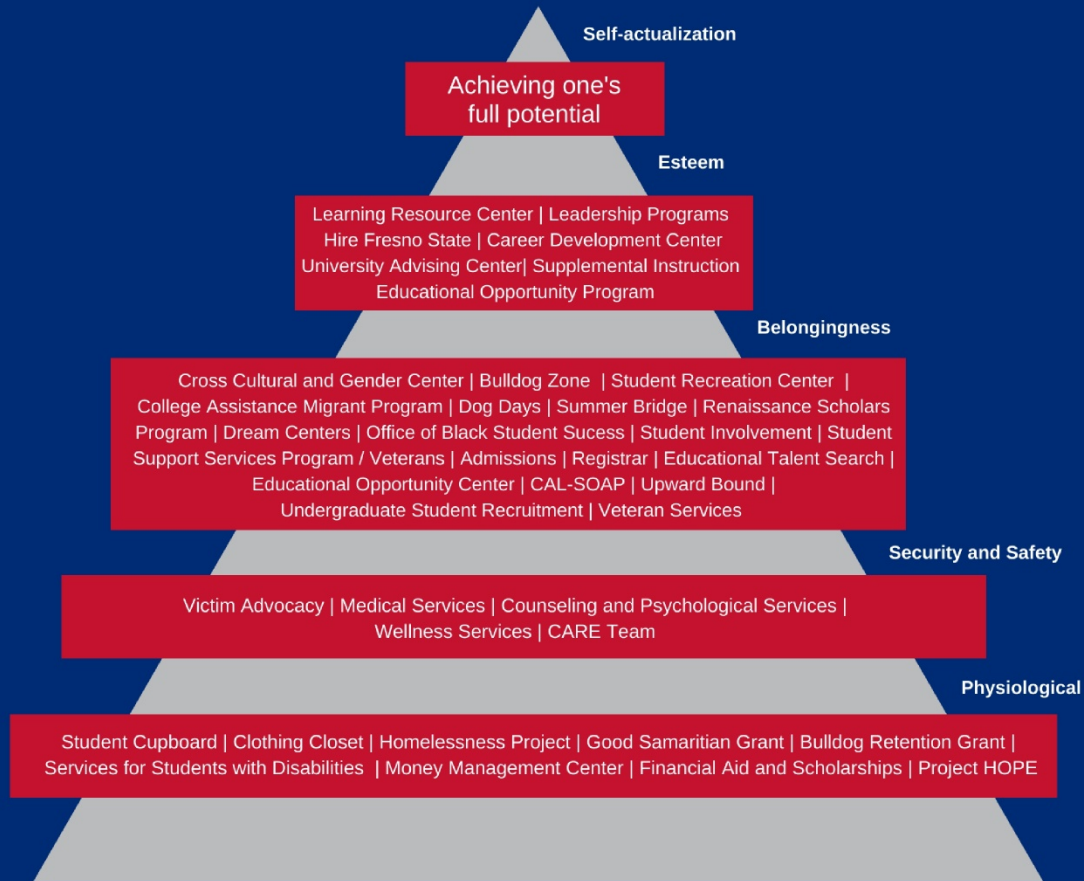 Self-actualization
Achieving one's
full potential
Esteem
Learning Resource Center | Leadership Programs
Hire Fresno State | Career Development Center
University Advising Center| Supplemental Instruction
Educational Opportunity Program
Belongingness
Cross Cultural and Gender Center | Bulldog Zone | Student Recreation Center |
College Assistance Migrant Program | Dog Days | Summer Bridge | Renaissance Scholars
Program | Dream Centers | Office of Black Student Sucess | Student Involvement | Student
Support Services Program / Veterans | Admissions | Registrar | Educational Talent Search |
Educational Opportunity Center | CAL-SOAP | Upward Bound |
Undergraduate Student Recruitment | Veteran Services
Security and Safety
Victim Advocacy | Medical Services | Counseling and Psychological Services |
Wellness Services | CARE Team
Physiological
Student Cupboard | Clothing Closet | Homelessness Project | Good Samaritian Grant | Bulldog Retention Grant |
Services for Students with Disabilities | Money Management Center | Financial Aid and Scholarships | Project HOPE